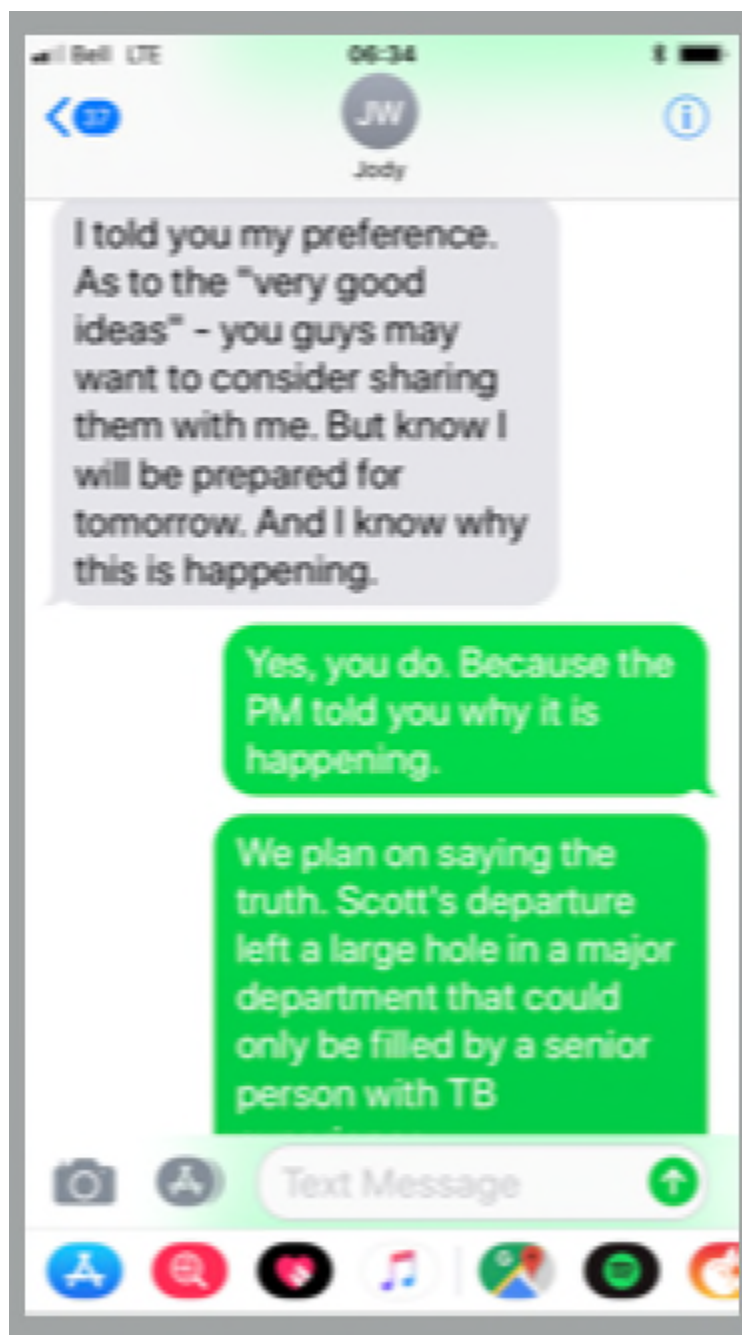 Bell LTE
06:34
37
JW
Jody
I told you my preference.
As to the "very good
ideas" - you guys may
want to consider sharing
them with me. But know I
will be prepared for
tomorrow. And I know why
this is happening.
Yes, you do. Because the
PM told you why it is
happening.
We plan on saying the
truth. Scott's departure
left a large hole in a major
department that could
only be filled by a senior
person with TB
Text Message